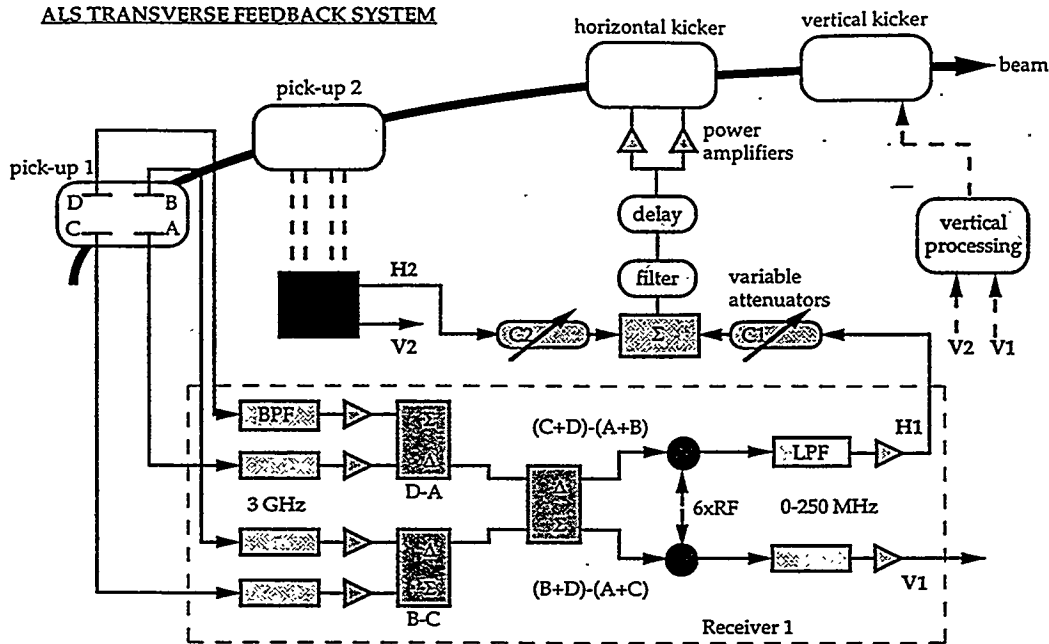 ALS TRANSVERSE FEEDBACK SYSTEM
horizontal kicker
vertical kicker
beam
pick-up 2
power
amplifiers
pick-up 1
D B
C A
delay
vertical
processing
filter
variable
attenuators
H2
C2
Σ
C1
V2
V2 V1
BPF
Σ
Δ
D-A
(C+D)-(A+B)
LPF
H1
3 GHz
Δ
Σ
6xRF
0-250 MHz
Δ
Σ
B-C
(B+D)-(A+C)
V1
Receiver 1